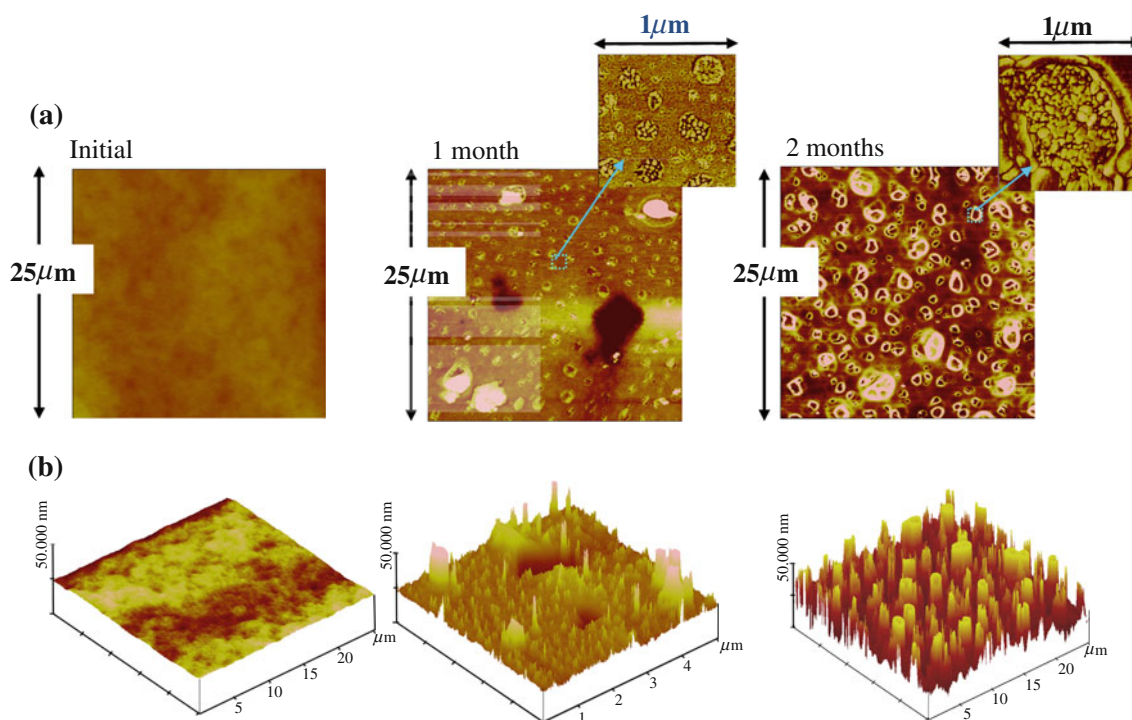 1μm
1μm
(a)
Initial
1 month
2 months
25μm
25μm
25μm
(b)
50.000 nm
50.000 nm
50.000 nm
5 10 15 20 μm
1 2 3 4 μm
5 10 15 20 μm